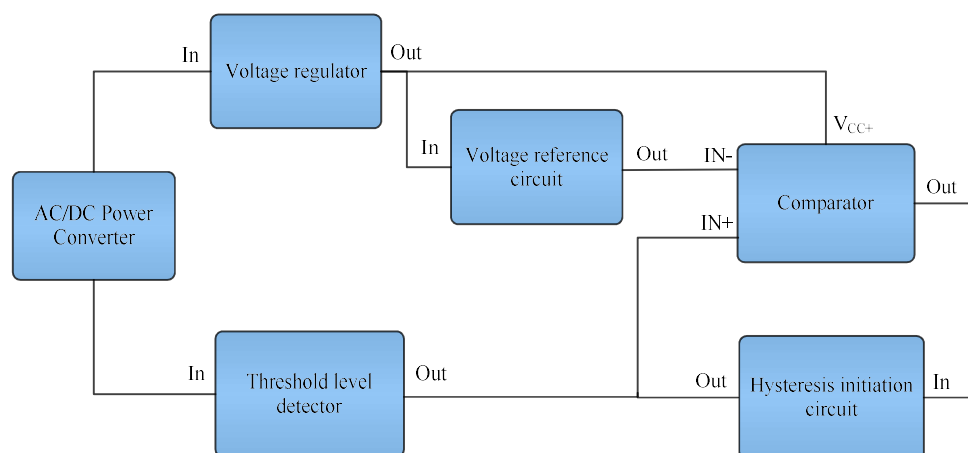 In
Voltage regulator
Out
In
Voltage reference
circuit
Out
V_CC+
IN-
IN+
Comparator
Out
AC/DC Power
Converter
In
Threshold level
detector
Out
Out
Hysteresis initiation
circuit
In